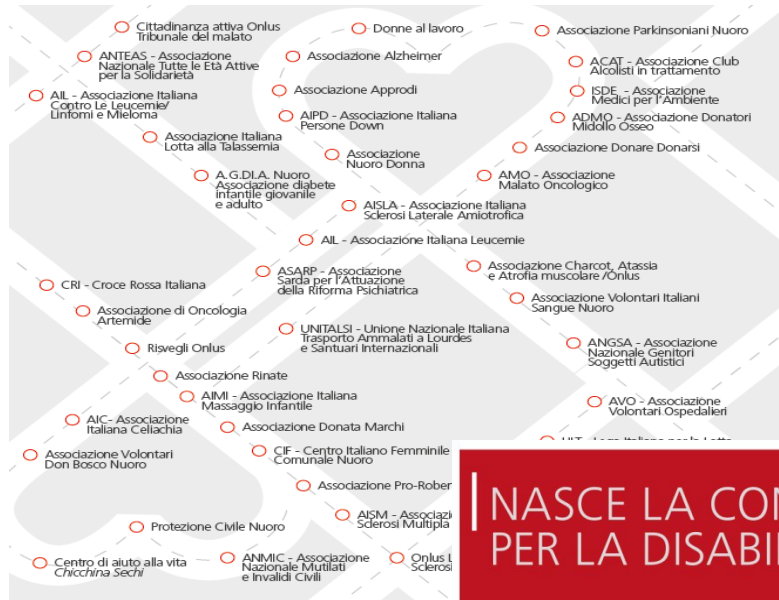 Cittadinanza attiva Onlus
Tribunale del malato
Donne al lavoro
Associazione Parkinsoniani Nuoro
ANTEAS - Associazione
Nazionale Tutte le Età Attive
per la Solidarietà
Associazione Alzheimer
ACAT - Associazione Club
Alcolisti in trattamento
AIL - Associazione Italiana
Contro Le Leucemie/
Linfomi e Mieloma
Associazione Approdi
ISDE - Associazione
Medici per l'Ambiente
AIPD - Associazione Italiana
Persone Down
ADMO - Associazione Donatori
Midollo Osseo
Associazione Italiana
Lotta alla Talassemia
Associazione
Nuoro Donna
Associazione Donare Donarsi
A.G.DI.A. Nuoro
Associazione diabete
infantile giovanile
e adulto
AMO - Associazione
Malato Oncologico
AISLA - Associazione Italiana
Sclerosi Laterale Amiotrofica
AIL - Associazione Italiana Leucemie
ASARP - Associazione
Sarda per l'Attuazione
della Riforma Psichiatrica
Associazione Charcot, Atassia
e Atrofia muscolare /Onlus
CRI - Croce Rossa Italiana
Associazione Volontari Italiani
Sangue Nuoro
Associazione di Oncologia
Artemide
UNITALSI - Unione Nazionale Italiana
Trasporto Ammalati a Lourdes
e Santuari Internazionali
Risvegli Onlus
ANGSA - Associazione
Nazionale Genitori
Soggetti Autistici
Associazione Rinate
AIMI - Associazione Italiana
Massaggio Infantile
AVO - Associazione
Volontari Ospedalieri
AIC- Associazione
Italiana Celiachia
Associazione Donata Marchi
Associazione Volontari
Don Bosco Nuoro
CIF - Centro Italiano Femminile
Comunale Nuoro
Associazione Pro-Rober
NASCE LA CON
PER LA DISABI
AISM - Associazi
Sclerosi Multipla
Protezione Civile Nuoro
Centro di aiuto alla vita
Chicchina Sechi
ANMIC - Associazione
Nazionale Mutilati
e Invalidi Civili
Onlus L
Scleros